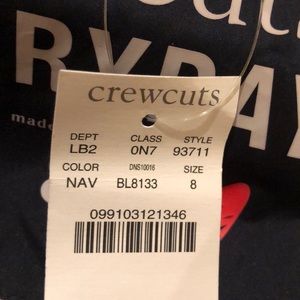 RYDAY
made
crewcuts
DEPT CLASS STYLE
LB2 0N7 93711
COLOR DNS10016 SIZE
NAV BL8133 8
099103121346